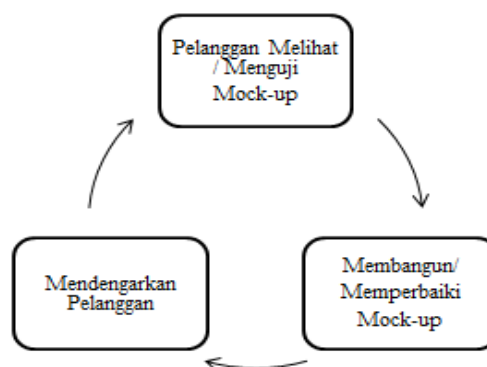 Pelanggan Melihat
/ Menguji
Mock-up
Mendengarkan
Pelanggan
Membangun/
Memperbaiki
Mock-up